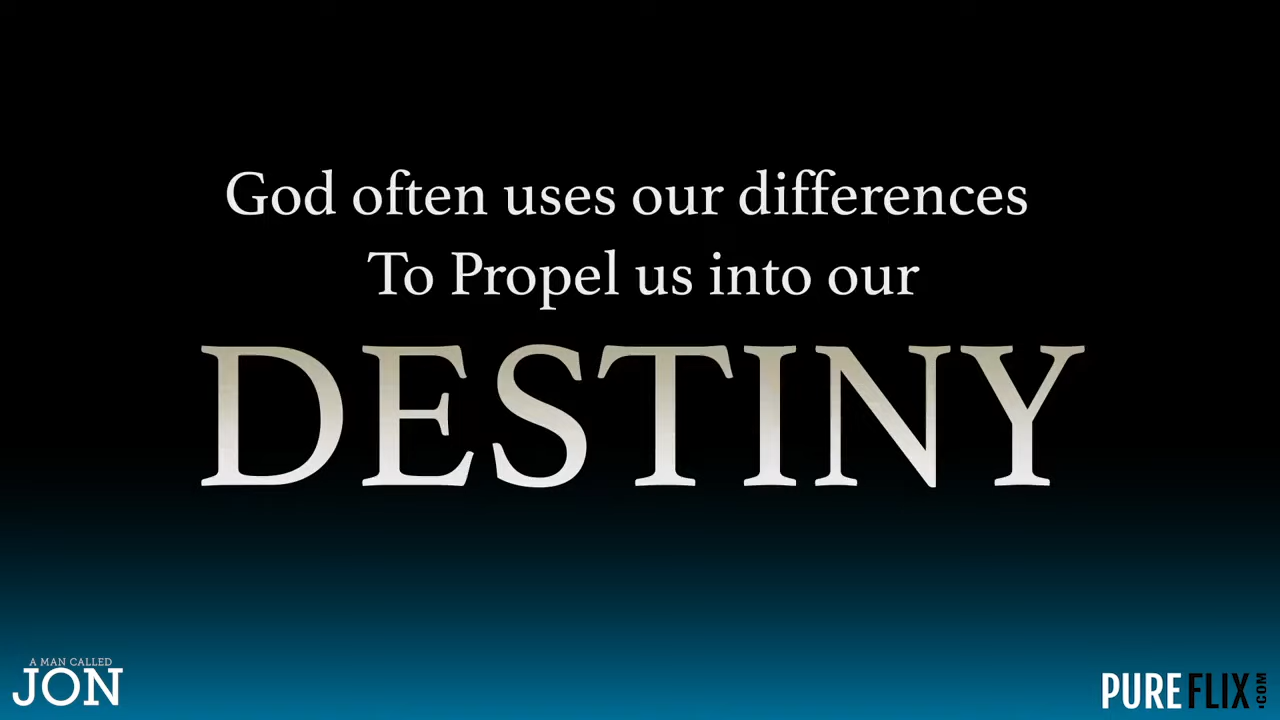 God often uses our differences
To Propel us into our
DESTINY
A MAN CALLED
JON
PUREFLIX.COM